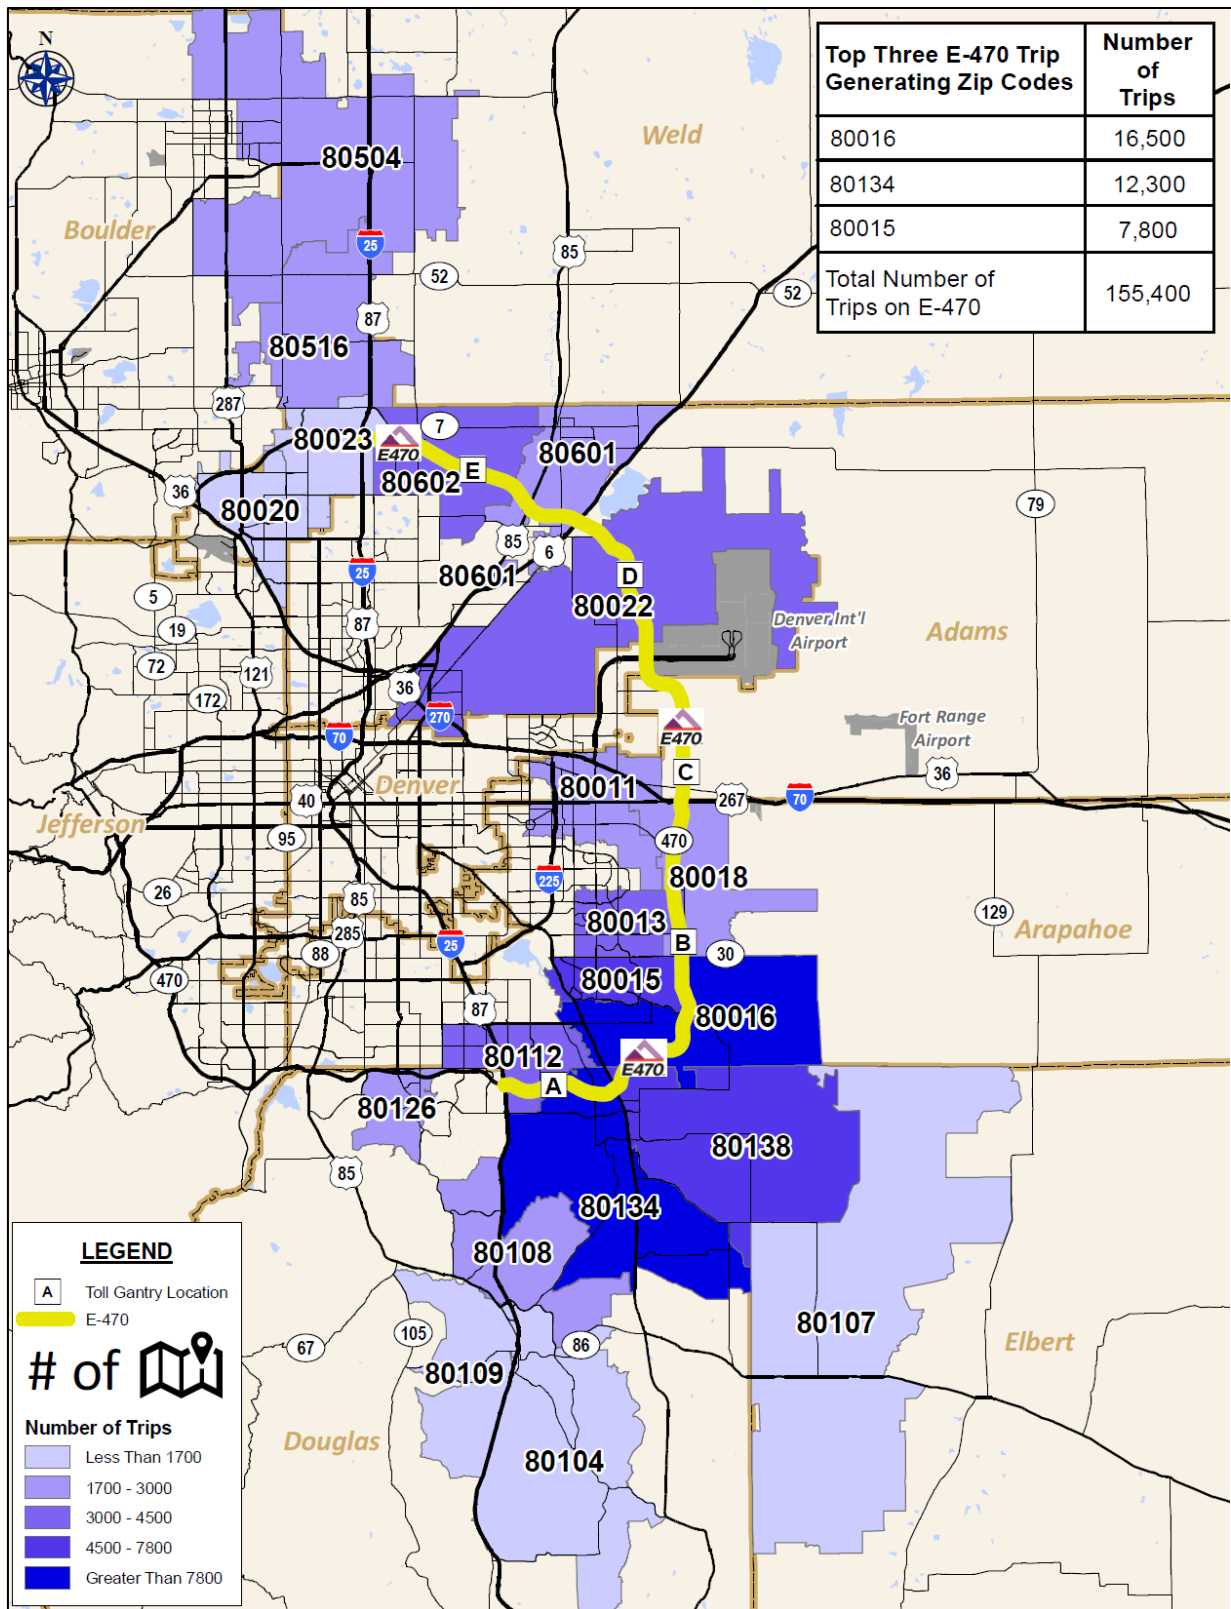 N
Top Three E-470 Trip
Generating Zip Codes
Number
of
Trips
80016
16,500
80134
12,300
80015
7,800
Total Number of
Trips on E-470
155,400
Weld
80504
Boulder
25
85
52
52
87
80516
287
7
80023
E470
80601
E
80602
36
80020
79
85
6
D
25
80601
5
80022
87
19
Denver Int'l
Airport
Adams
72
121
36
172
270
E470
Fort Range
Airport
70
C
36
Denver
80011
40
267
70
Jefferson
95
470
80018
225
26
85
129
80013
Arapahoe
285
25
B
88
30
470
80015
87
80016
80112
E470
A
80126
80138
85
80134
80108
LEGEND
A
Toll Gantry Location
E-470
80107
105
86
67
Elbert
# of
80109
Number of Trips
Douglas
Less Than 1700
80104
1700 - 3000
3000 - 4500
4500 - 7800
Greater Than 7800